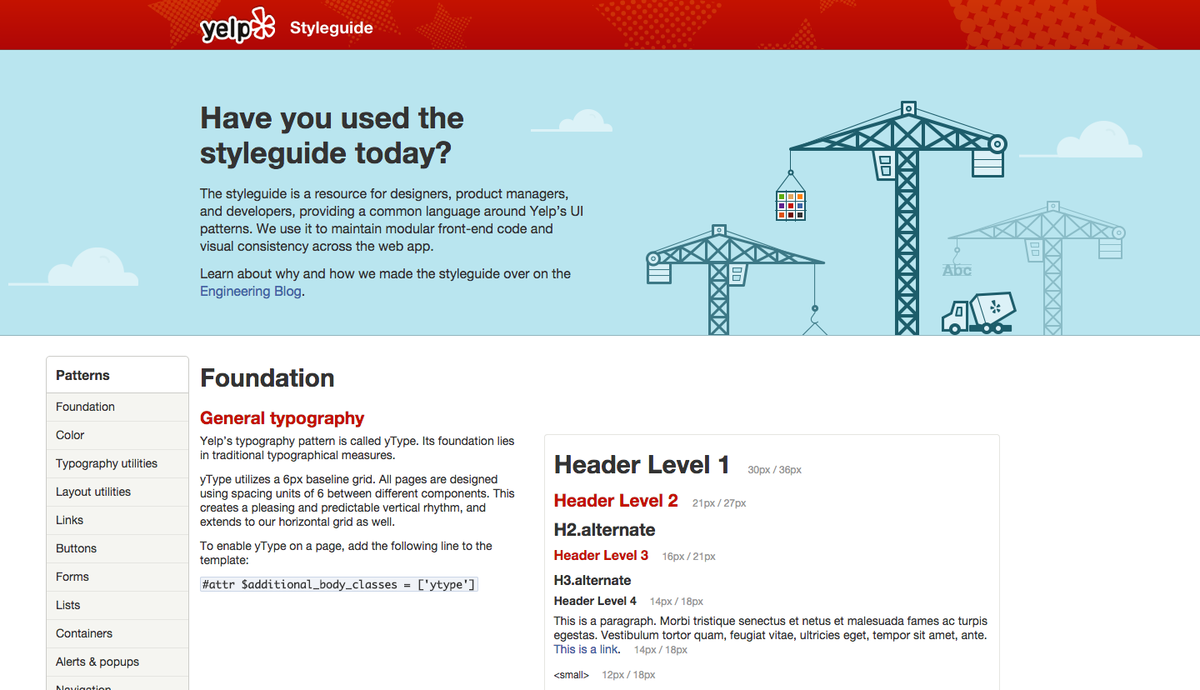 yelp Styleguide
Have you used the
styleguide today?
The styleguide is a resource for designers, product managers,
and developers, providing a common language around Yelp's UI
patterns. We use it to maintain modular front-end code and
visual consistency across the web app.
Learn about why and how we made the styleguide over on the
Engineering Blog.
Abc
Patterns
Foundation
Color
Typography utilities
Layout utilities
Links
Buttons
Forms
Lists
Containers
Alerts & popups
Navigation
Foundation
General typography
Yelp's typography pattern is called yType. Its foundation lies
in traditional typographical measures.
yType utilizes a 6px baseline grid. All pages are designed
using spacing units of 6 between different components. This
creates a pleasing and predictable vertical rhythm, and
extends to our horizontal grid as well.
To enable yType on a page, add the following line to the
template:
#attr $additional_body_classes = ['ytype']
Header Level 1 30px / 36px
Header Level 2 21px / 27px
H2.alternate
Header Level 3 16px / 21px
H3.alternate
Header Level 4 14px / 18px
This is a paragraph. Morbi tristique senectus et netus et malesuada fames ac turpis
egestas. Vestibulum tortor quam, feugiat vitae, ultricies eget, tempor sit amet, ante.
This is a link. 14px / 18px
<small> 12px / 18px